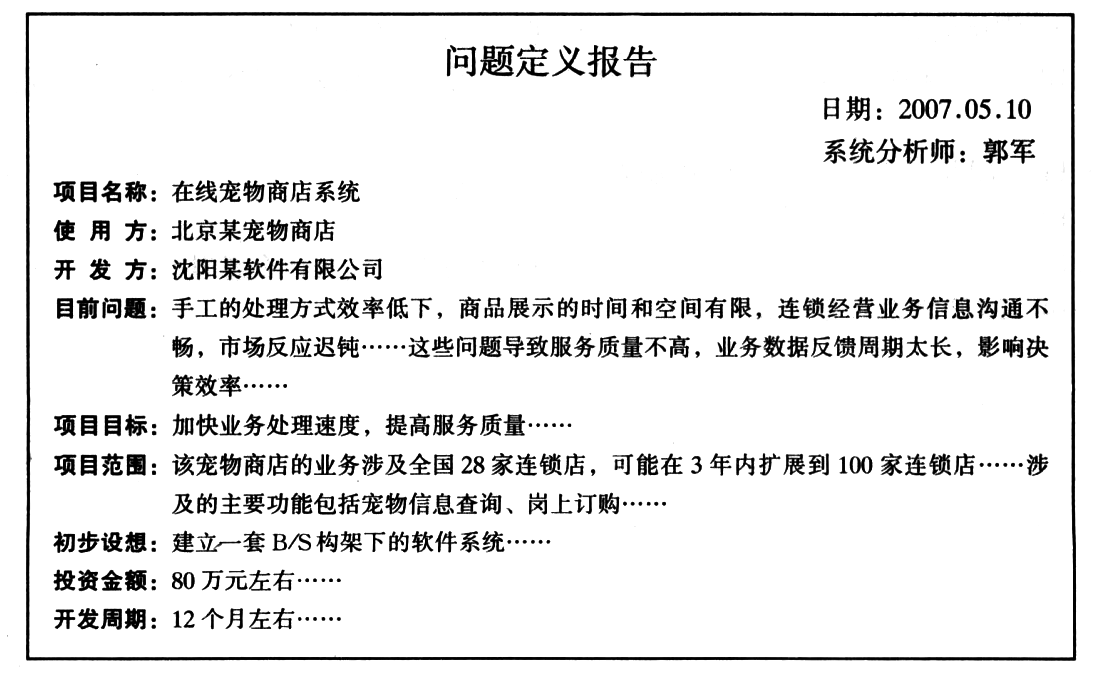 问题定义报告
日期：2007.05.10
系统分析师：郭军
项目名称：在线宠物商店系统
使 用 方：北京某宠物商店
开 发 方：沈阳某软件有限公司
目前问题：手工的处理方式效率低下，商品展示的时间和空间有限，连锁经营业务信息沟通不
畅，市场反应迟钝……这些问题导致服务质量不高，业务数据反馈周期太长，影响决
策效率……
项目目标：加快业务处理速度，提高服务质量……
项目范围：该宠物商店的业务涉及全国 28 家连锁店，可能在 3 年内扩展到 100 家连锁店……涉
及的主要功能包括宠物信息查询、岗上订购……
初步设想：建立一套 B/S 构架下的软件系统……
投资金额：80 万元左右……
开发周期：12 个月左右……